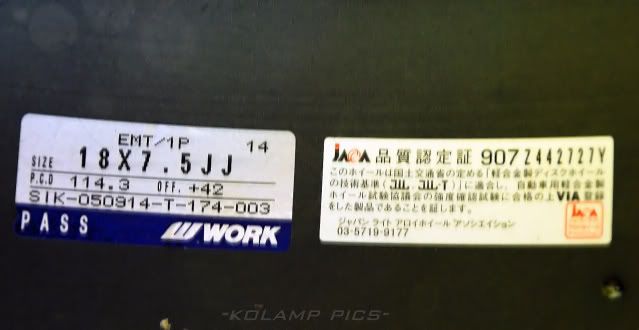 EMT/1P 14
SIZE 18X7.5JJ
P.C.D 114.3 OFF. +42
SIK-050914-T-174-003
PASS WORK
JAWA 品質認定証 907Z442727Y
このホイールは国土交通省の定める「軽合金製ディスクホイール
の技術基準(JWL, JWL-T)」に適合し、自動車用軽合金製
ホイール試験協議会の強度確認試験に合格の上VIA登録
をした製品であることを証します。
ジャパン ライト アロイホイール アソシエイション
03-5719-9177
-KOLAMP PICS-